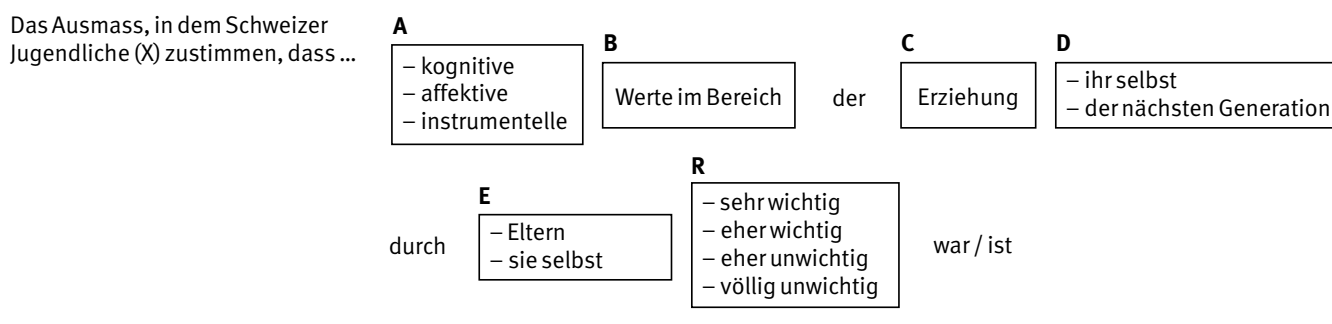 Das Ausmass, in dem Schweizer
Jugendliche (X) zustimmen, dass ...
A
– kognitive
– affektive
– instrumentelle
B
Werte im Bereich
der
C
Erziehung
D
– ihr selbst
– der nächsten Generation
durch
E
– Eltern
– sie selbst
R
– sehr wichtig
– eher wichtig
– eher unwichtig
– völlig unwichtig
war / ist